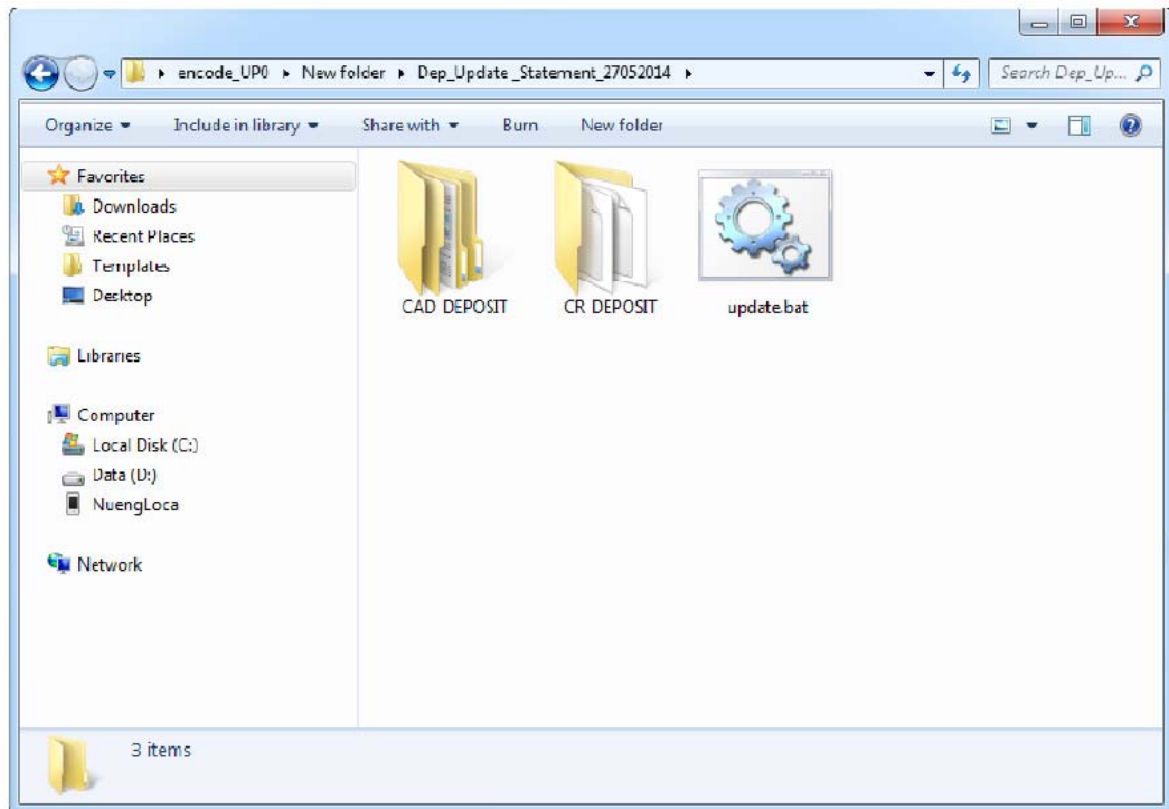 encode_UP0 ▸ New folder ▸ Dep_Update_Statement_27052014 ▸
Search Dep_Up...
Organize Include in library Share with Burn New folder
Favorites
Downloads
Recent Places
Templates
Desktop
Libraries
Computer
Local Disk (C:)
Data (D:)
NuengLoca
Network
CAD DEPOSIT
CR DEPOSIT
update.bat
3 items